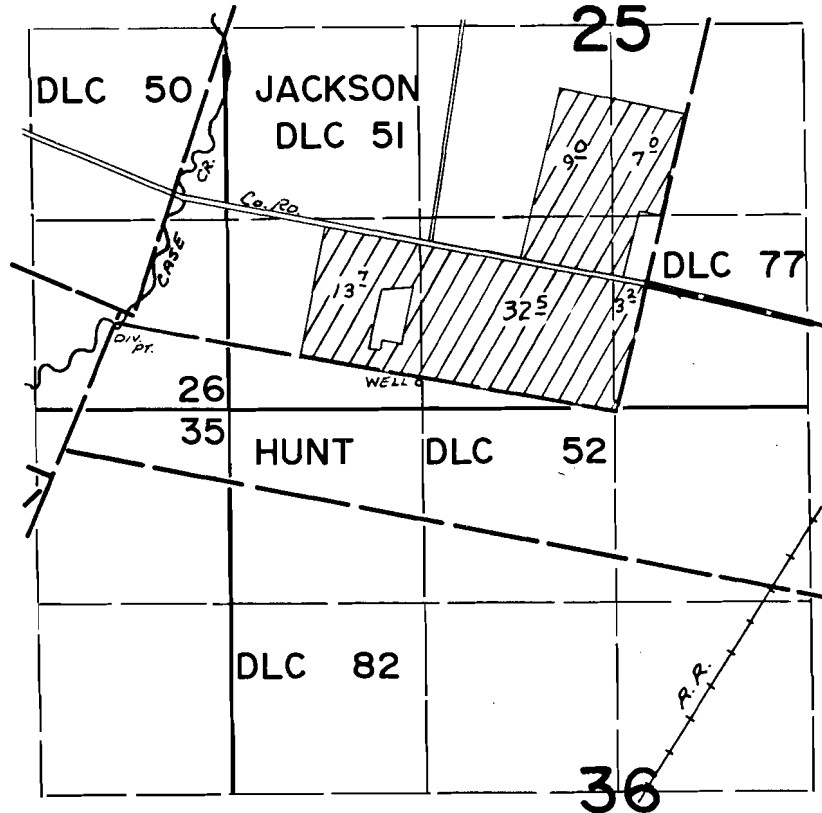 25
DLC 50
JACKSON
DLC 51
9.0
7.0
CR.
Co. RD.
CASE
DLC 77
13.7
32.5
3.2
DIV.
PT.
WELL
26
35
HUNT DLC 52
DLC 82
R.R.
36